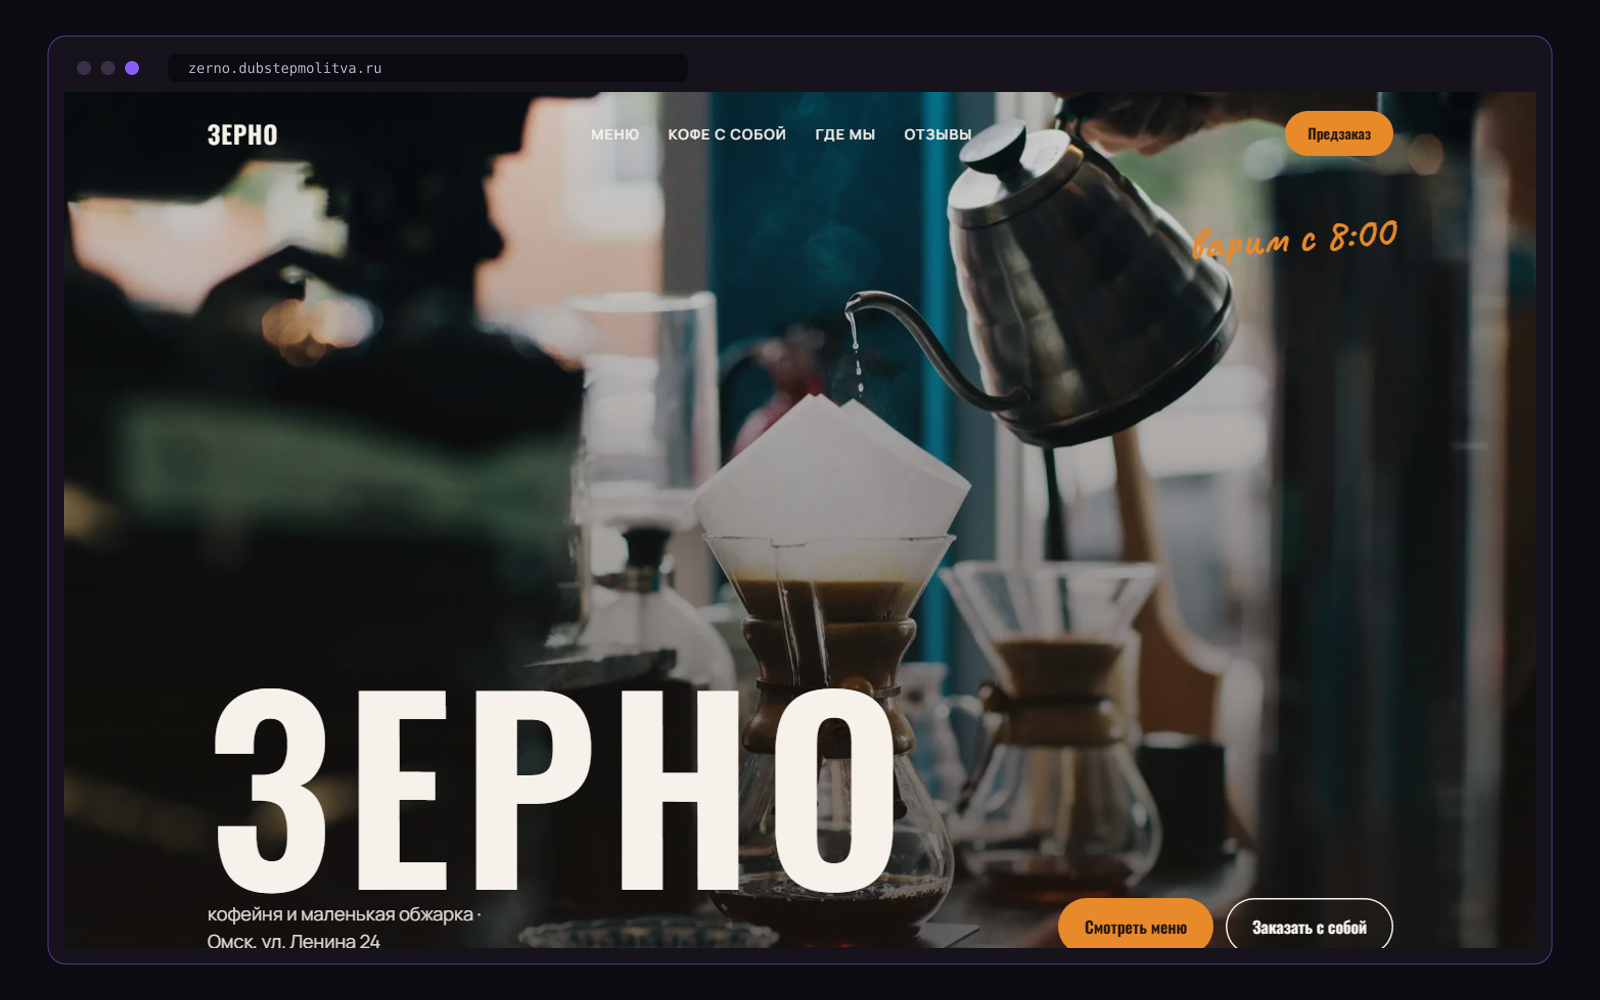 zerno.dubstepmolitva.ru
ЗЕРНО
МЕНЮ
КОФЕ С СОБОЙ
ГДЕ МЫ
ОТЗЫВЫ
Предзаказ
варим с 8:00
ЗЕРНО
кофейня и маленькая обжарка ·
Омск, ул. Ленина 24
Смотреть меню
Заказать с собой